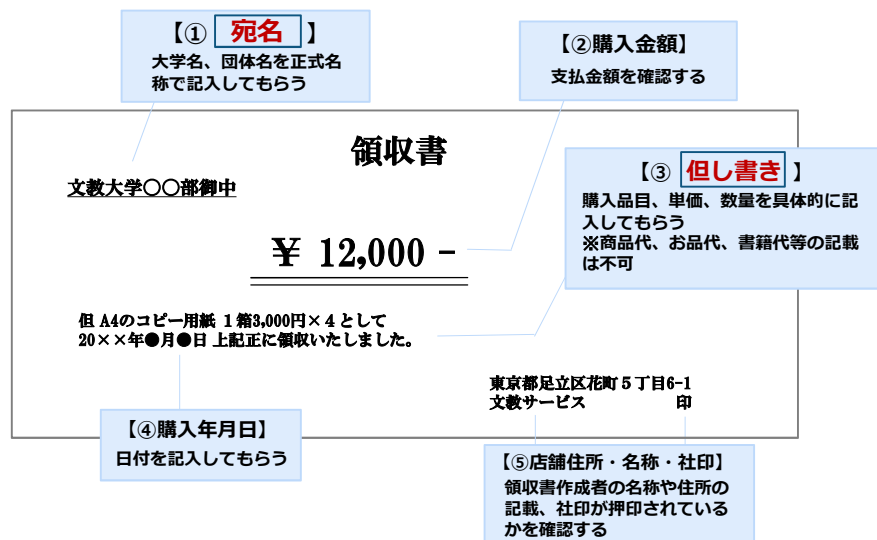 【① 宛名 】
大学名、団体名を正式名
称で記入してもらう
【②購入金額】
支払金額を確認する
領収書
文教大学〇〇部御中
【③ 但し書き 】
購入品目、単価、数量を具体的に記
入してもらう
※商品代、お品代、書籍代等の記載
は不可
¥ 12,000 −
但 A4のコピー用紙 1箱3,000円×4として
20××年●月●日 上記正に領収いたしました。
東京都足立区花町5丁目6-1
文教サービス 印
【④購入年月日】
日付を記入してもらう
【⑤店舗住所・名称・社印】
領収書作成者の名称や住所の
記載、社印が押印されている
かを確認する